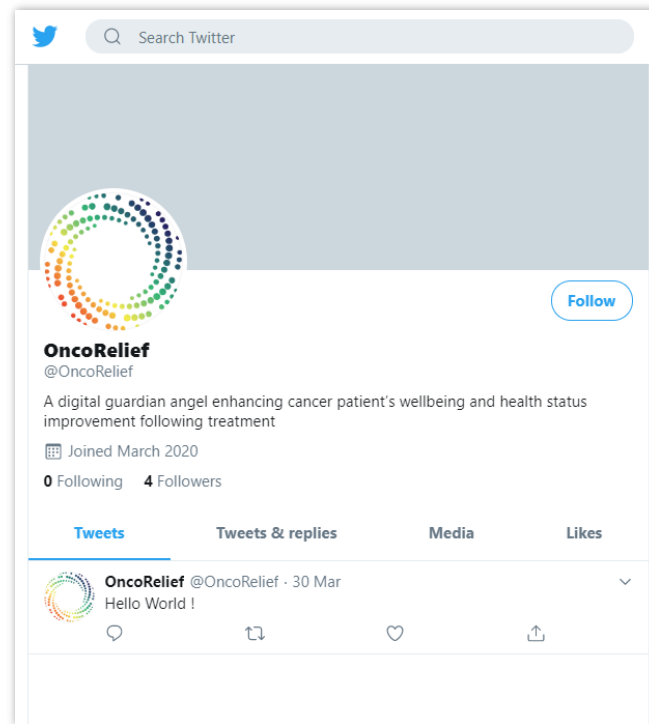 Search Twitter
Follow
OncoRelief
@OncoRelief
A digital guardian angel enhancing cancer patient’s wellbeing and health status
improvement following treatment
Joined March 2020
0 Following 4 Followers
Tweets Tweets & replies Media Likes
OncoRelief @OncoRelief · 30 Mar
Hello World !